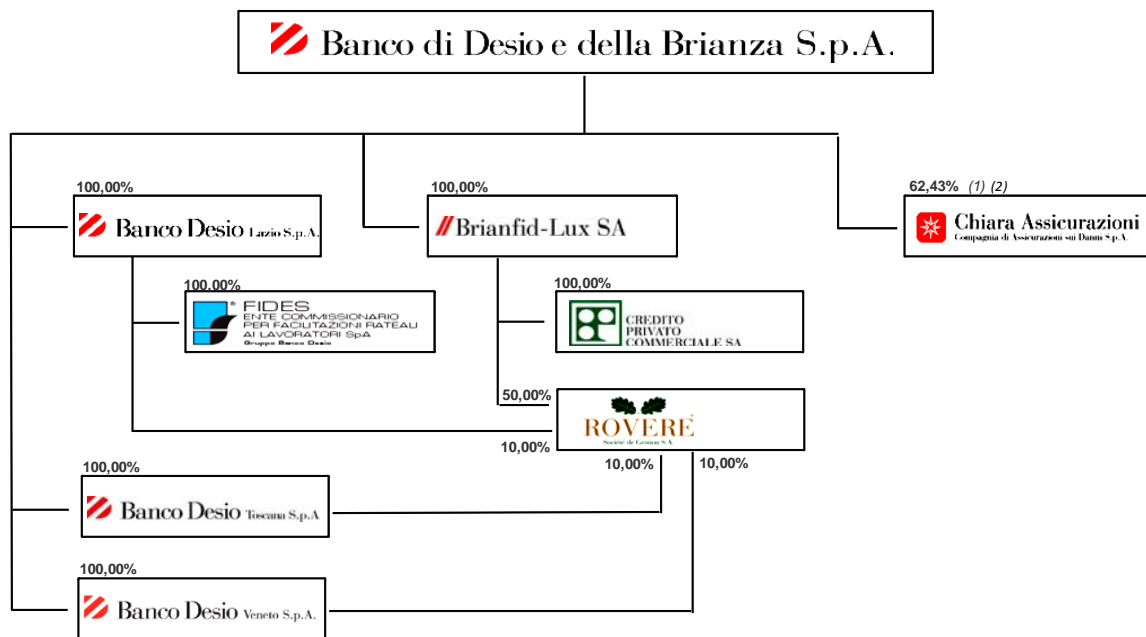 Banco di Desio e della Brianza S.p.A.
100,00%
Banco Desio Lazio S.p.A.
100,00%
Brianfid-Lux SA
62,43% (1) (2)
Chiara Assicurazioni
Compagnia di Assicurazioni sui Danni S.p.A.
100,00%
FIDES
ENTE COMMISSIONARIO
PER FACILITAZIONI RATEALI
AI LAVORATORI SpA
Gruppo Banco Desio
100,00%
CREDITO
PRIVATO
COMMERCIALE SA
50,00%
ROVERE
Société de Gestion S.A.
10,00%
10,00%
10,00%
100,00%
Banco Desio Toscana S.p.A.
100,00%
Banco Desio Veneto S.p.A.